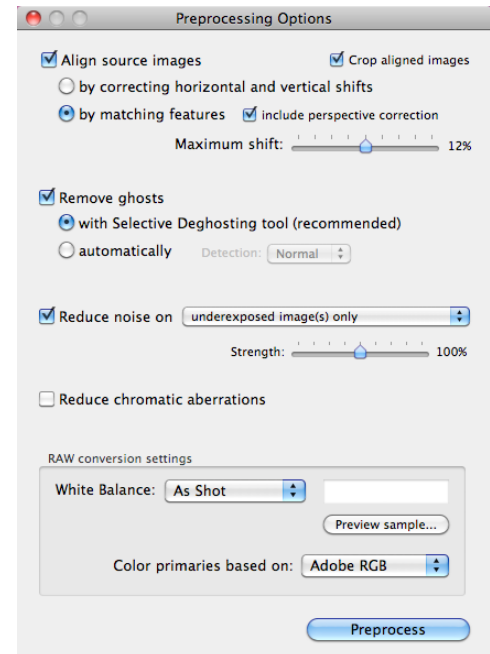 Preprocessing Options
Align source images Crop aligned images
by correcting horizontal and vertical shifts
by matching features include perspective correction
Maximum shift: 12%
Remove ghosts
with Selective Deghosting tool (recommended)
automatically Detection: Normal
Reduce noise on underexposed image(s) only
Strength: 100%
Reduce chromatic aberrations
RAW conversion settings
White Balance: As Shot
Preview sample...
Color primaries based on: Adobe RGB
Preprocess